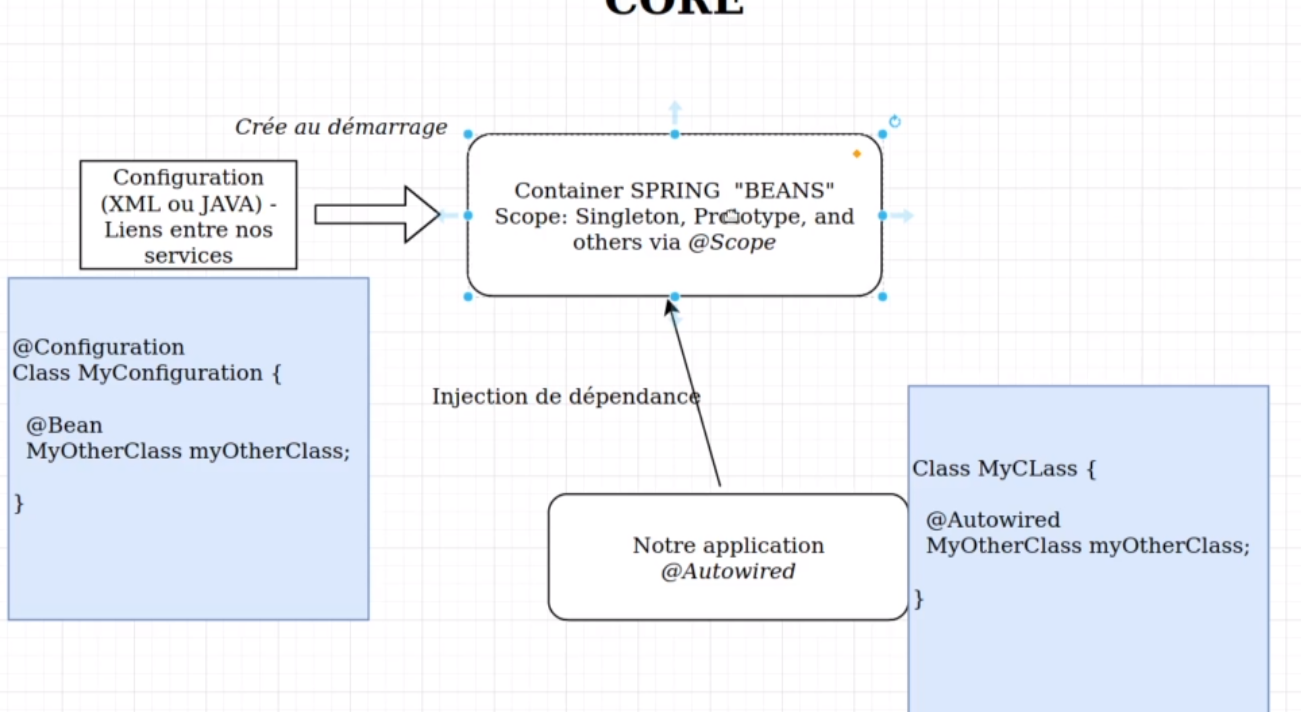 CORE
Crée au démarrage
Configuration
(XML ou JAVA) -
Liens entre nos
services
Container SPRING "BEANS"
Scope: Singleton, Prototype, and
others via @Scope
@Configuration
Class MyConfiguration {
@Bean
MyOtherClass myOtherClass;
}
Injection de dépendance
Notre application
@Autowired
Class MyCLass {
@Autowired
MyOtherClass myOtherClass;
}